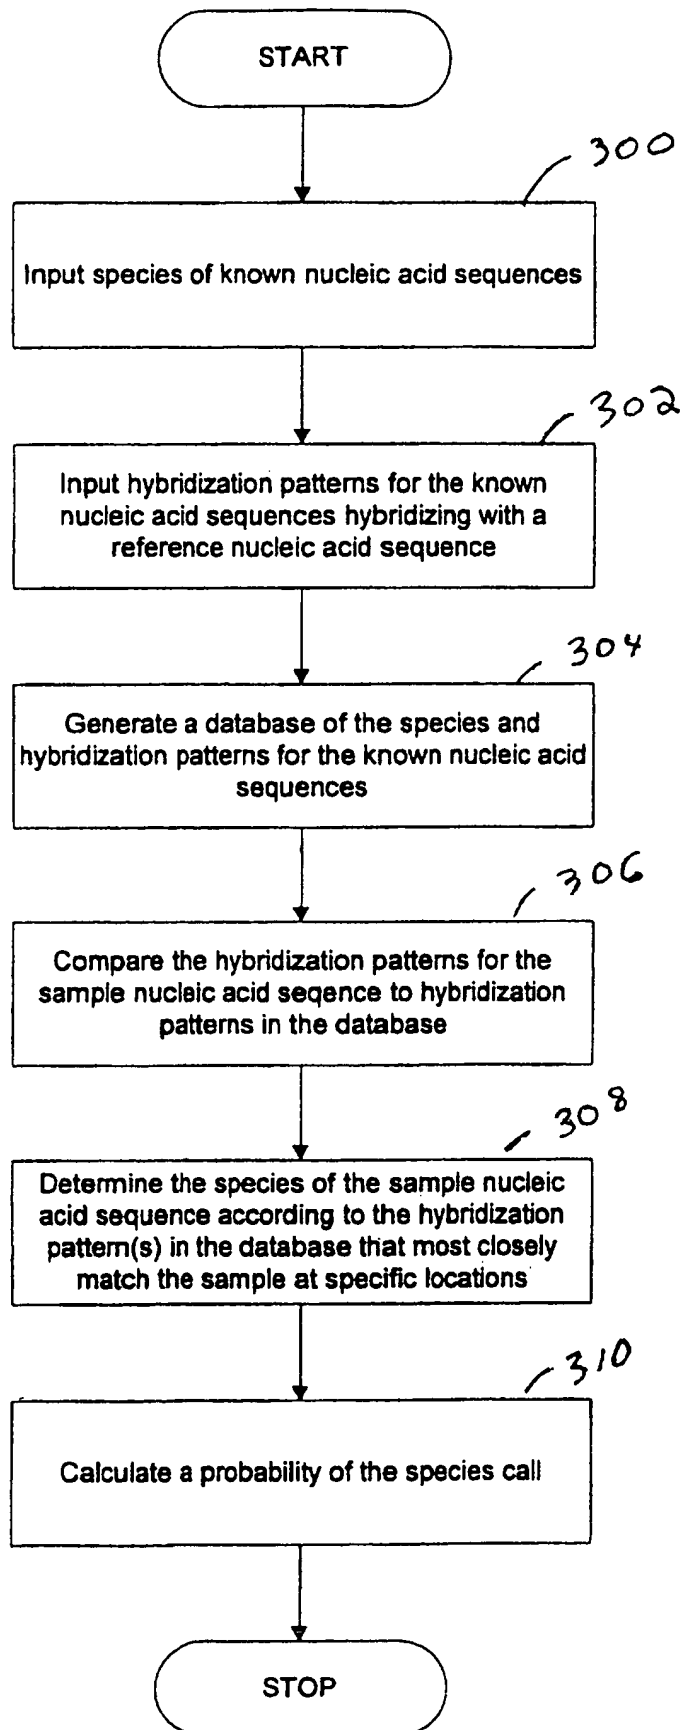 START
300
Input species of known nucleic acid sequences
302
Input hybridization patterns for the known
nucleic acid sequences hybridizing with a
reference nucleic acid sequence
304
Generate a database of the species and
hybridization patterns for the known nucleic acid
sequences
306
Compare the hybridization patterns for the
sample nucleic acid seqence to hybridization
patterns in the database
308
Determine the species of the sample nucleic
acid sequence according to the hybridization
pattern(s) in the database that most closely
match the sample at specific locations
310
Calculate a probability of the species call
STOP